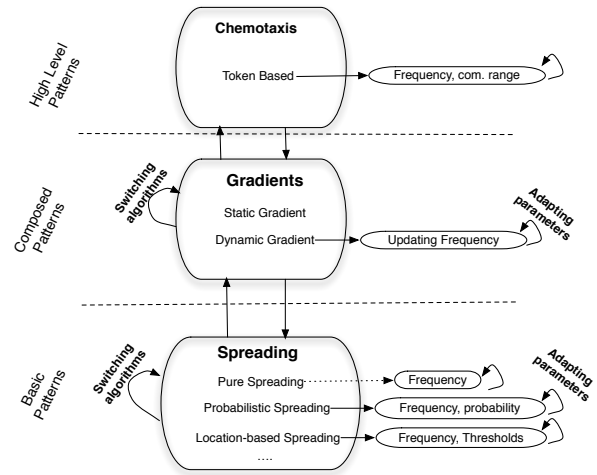 High Level
Patterns
Chemotaxis
Token Based
Frequency, com. range
Composed
Patterns
Switching
algorithms
Gradients
Static Gradient
Dynamic Gradient
Updating Frequency
Adapting
parameters
Basic
Patterns
Switching
algorithms
Spreading
Pure Spreading
Frequency
Probabilistic Spreading
Frequency, probability
Location-based Spreading
Frequency, Thresholds
....
Adapting
parameters